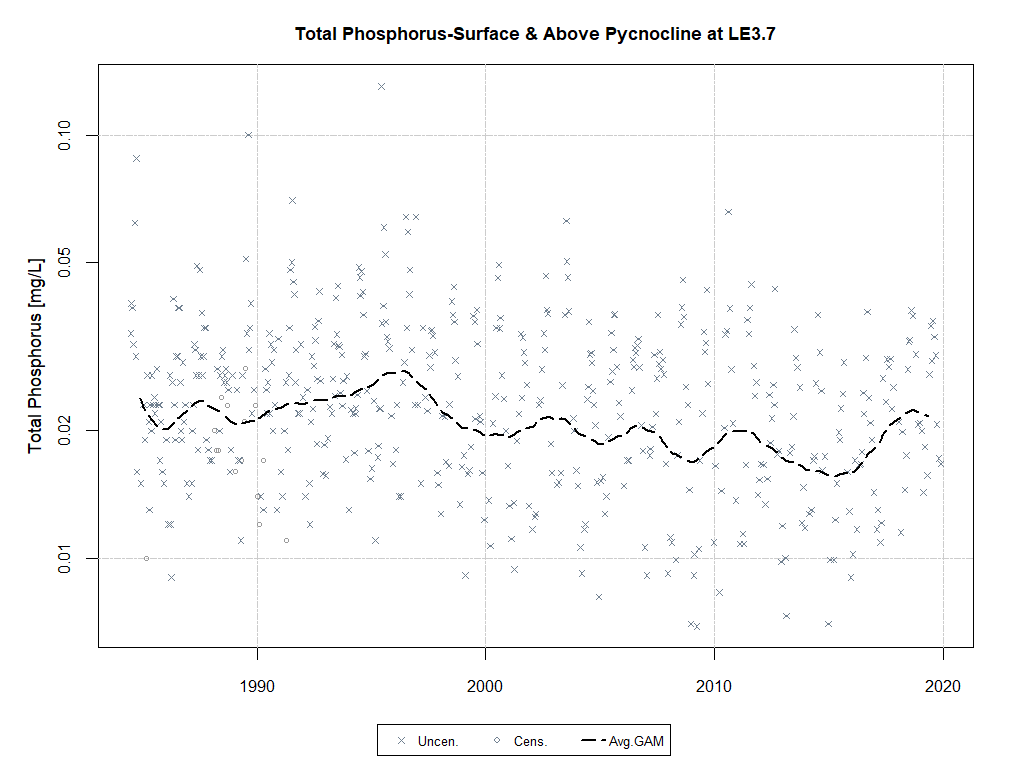 Total Phosphorus-Surface & Above Pycnocline at LE3.7
Total Phosphorus [mg/L]
0.10
0.05
0.02
0.01
1990 2000 2010 2020
Uncen. Cens. Avg.GAM